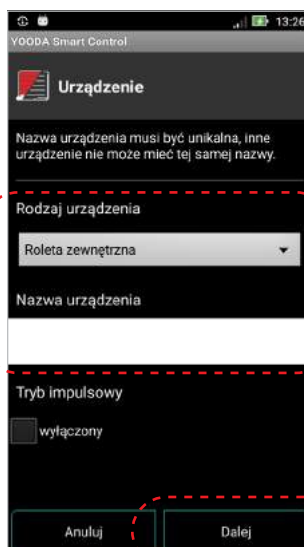 13:26
YOODA Smart Control
Urządzenie
Nazwa urządzenia musi być unikalna, inne
urządzenie nie może mieć tej samej nazwy.
Rodzaj urządzenia
Roleta zewnętrzna
Nazwa urządzenia
Tryb impulsowy
wyłączony
Anuluj
Dalej